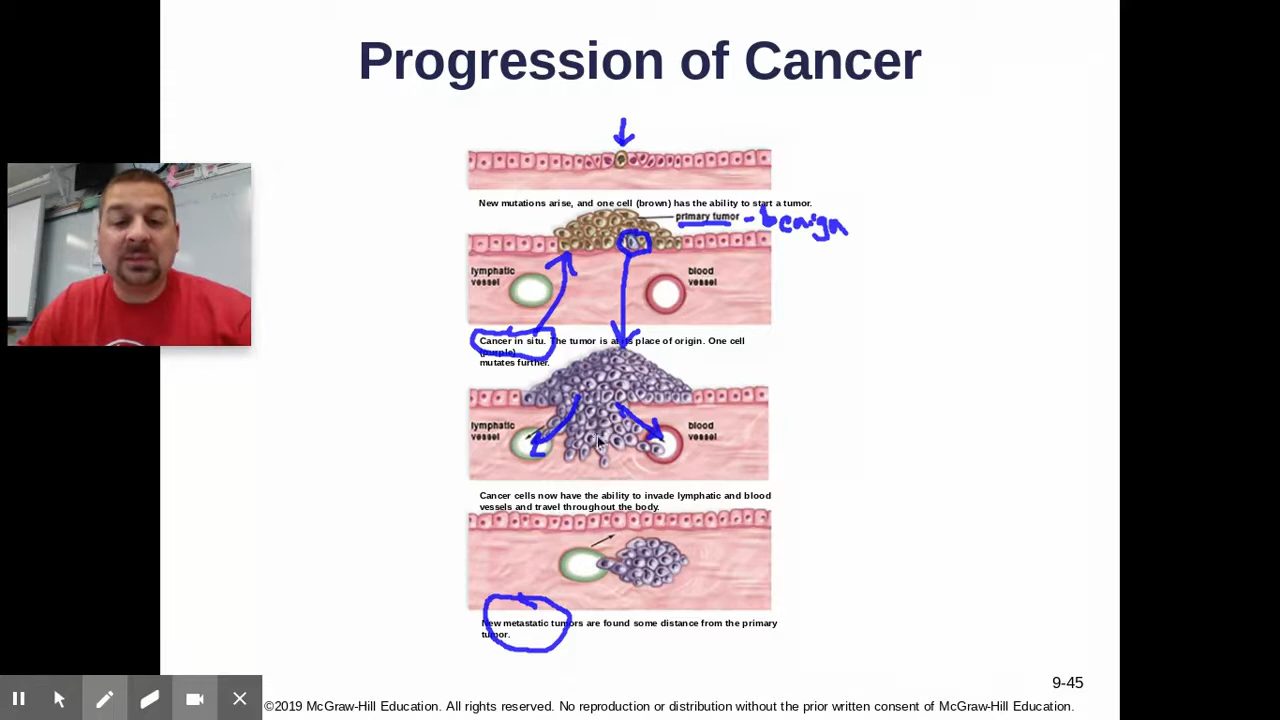 Progression of Cancer
New mutations arise, and one cell (brown) has the ability to start a tumor.
primary tumor - benign
lymphatic
vessel
blood
vessel
Cancer in situ. The tumor is at its place of origin. One cell
(purple)
mutates further.
lymphatic
vessel
blood
vessel
Cancer cells now have the ability to invade lymphatic and blood
vessels and travel throughout the body.
New metastatic tumors are found some distance from the primary
tumor.
9-45
©2019 McGraw-Hill Education. All rights reserved. No reproduction or distribution without the prior written consent of McGraw-Hill Education.